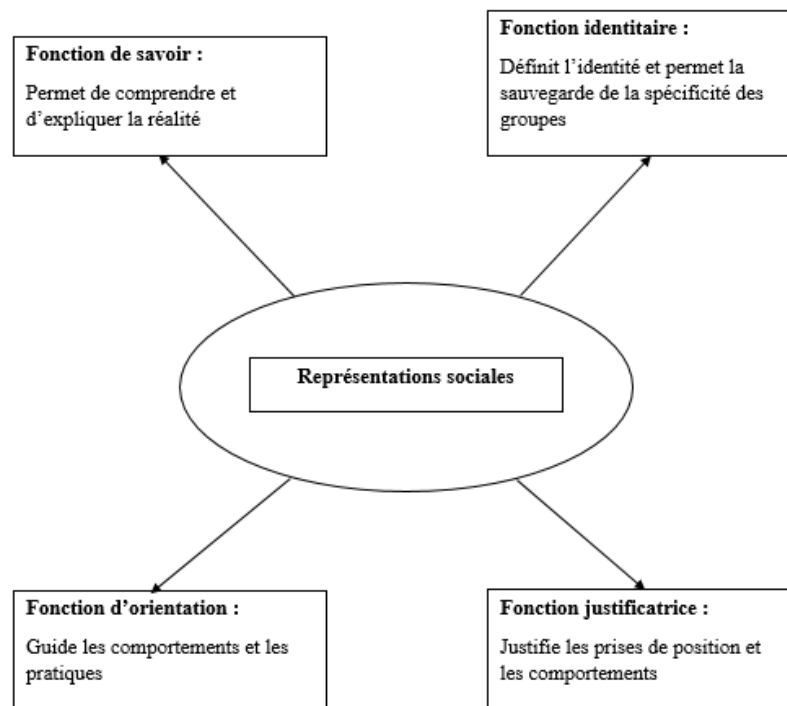 Fonction de savoir :
Permet de comprendre et
d'expliquer la réalité
Fonction identitaire :
Définit l'identité et permet la
sauvegarde de la spécificité des
groupes
Représentations sociales
Fonction d'orientation :
Guide les comportements et les
pratiques
Fonction justificatrice :
Justifie les prises de position et
les comportements